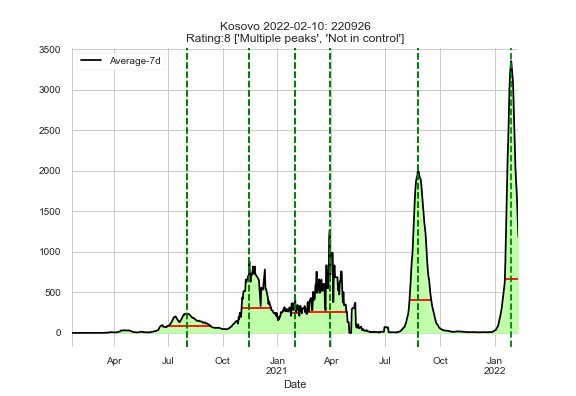 Kosovo 2022-02-10: 220926
Rating:8 ['Multiple peaks', 'Not in control']
Average-7d
3500
3000
2500
2000
1500
1000
500
0
Apr Jul Oct Jan Apr Jul Oct Jan
2021 2022
Date